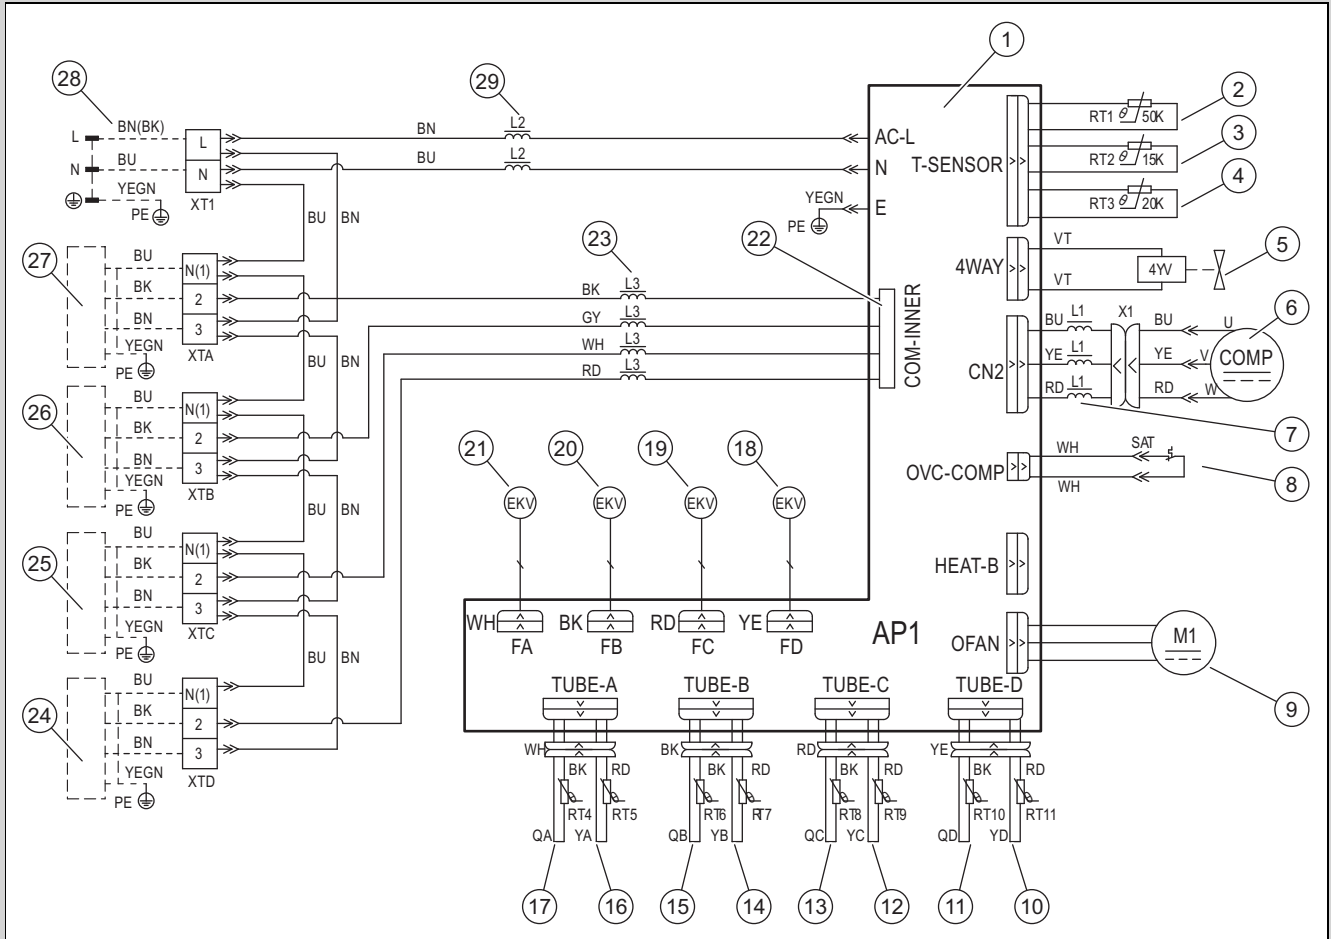 1
28
29
2
L2
BN(BK)
BN
L
L
AC-L
RT1 θ 50K
3
BU
BU
L2
N
N
N
T-SENSOR
RT2 θ 15K
4
YEGN
YEGN
E
RT3 θ 20K
PE
XT1
PE
BU
BN
23
22
VT
5
27
BU
N(1)
4WAY
4YV
BK
2
BK
L3
VT
6
BN
3
GY
L3
COM-INNER
BU
L1
X1
BU
U
YEGN
XTA
WH
L3
CN2
YE
L1
YE
V
COMP
PE
BU
BN
RD
L3
RD
L1
RD
W
26
BU
N(1)
7
BK
2
21
20
19
18
WH
SAT
BN
3
OVC-COMP
8
YEGN
XTB
EKV
EKV
EKV
EKV
WH
PE
BU
BN
25
BU
N(1)
BK
2
HEAT-B
BN
3
YEGN
XTC
WH
FA
BK
FB
RD
FC
YE
FD
AP1
OFAN
M1
PE
BU
BN
24
BU
N(1)
TUBE-A
TUBE-B
TUBE-C
TUBE-D
9
BK
2
BN
3
WH
BK
RD
YE
YEGN
XTD
BK
RD
BK
RD
BK
RD
BK
RD
PE
RT4
RT5
RT6
RT7
RT8
RT9
RT10
RT11
QA
YA
QB
YB
QC
YC
QD
YD
17
16
15
14
13
12
11
10